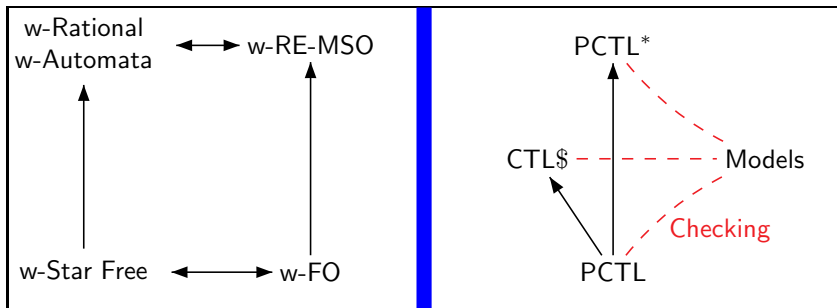 w-Rational
w-Automata
w-RE-MSO
w-Star Free
w-FO
PCTL*
CTL$
Models
Checking
PCTL